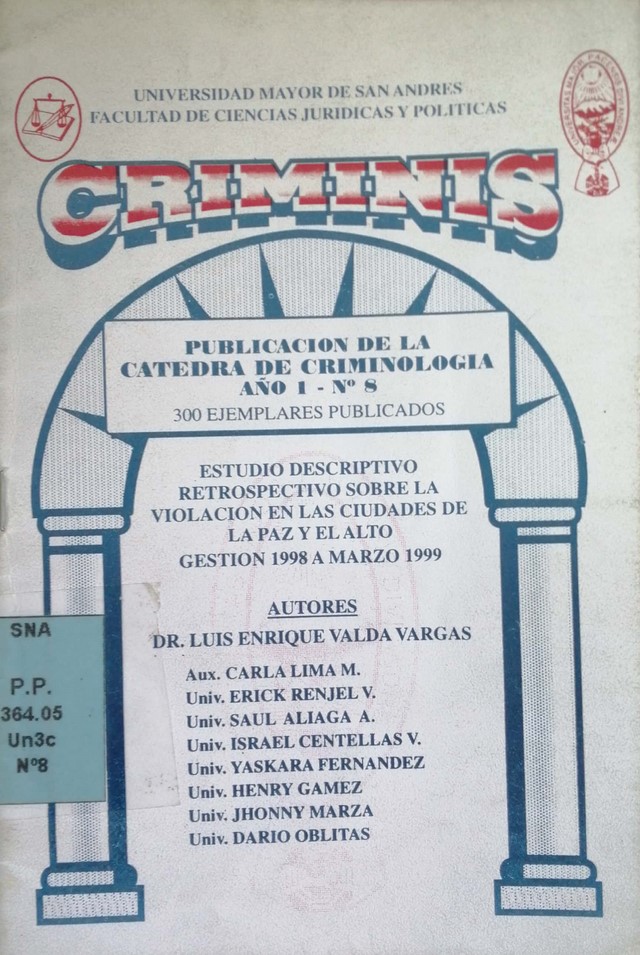 UNIVERSIDAD MAYOR DE SAN ANDRES
FACULTAD DE CIENCIAS JURIDICAS Y POLITICAS
CRIMINIS
PUBLICACION DE LA
CATEDRA DE CRIMINOLOGIA
AÑO 1 - Nº 8
300 EJEMPLARES PUBLICADOS
ESTUDIO DESCRIPTIVO
RETROSPECTIVO SOBRE LA
VIOLACION EN LAS CIUDADES DE
LA PAZ Y EL ALTO
GESTION 1998 A MARZO 1999
AUTORES
DR. LUIS ENRIQUE VALDA VARGAS
Aux. CARLA LIMA M.
Univ. ERICK RENJEL V.
Univ. SAUL ALIAGA A.
Univ. ISRAEL CENTELLAS V.
Univ. YASKARA FERNANDEZ
Univ. HENRY GAMEZ
Univ. JHONNY MARZA
Univ. DARIO OBLITAS
SNA
P.P.
364.05
Un3c
Nº8